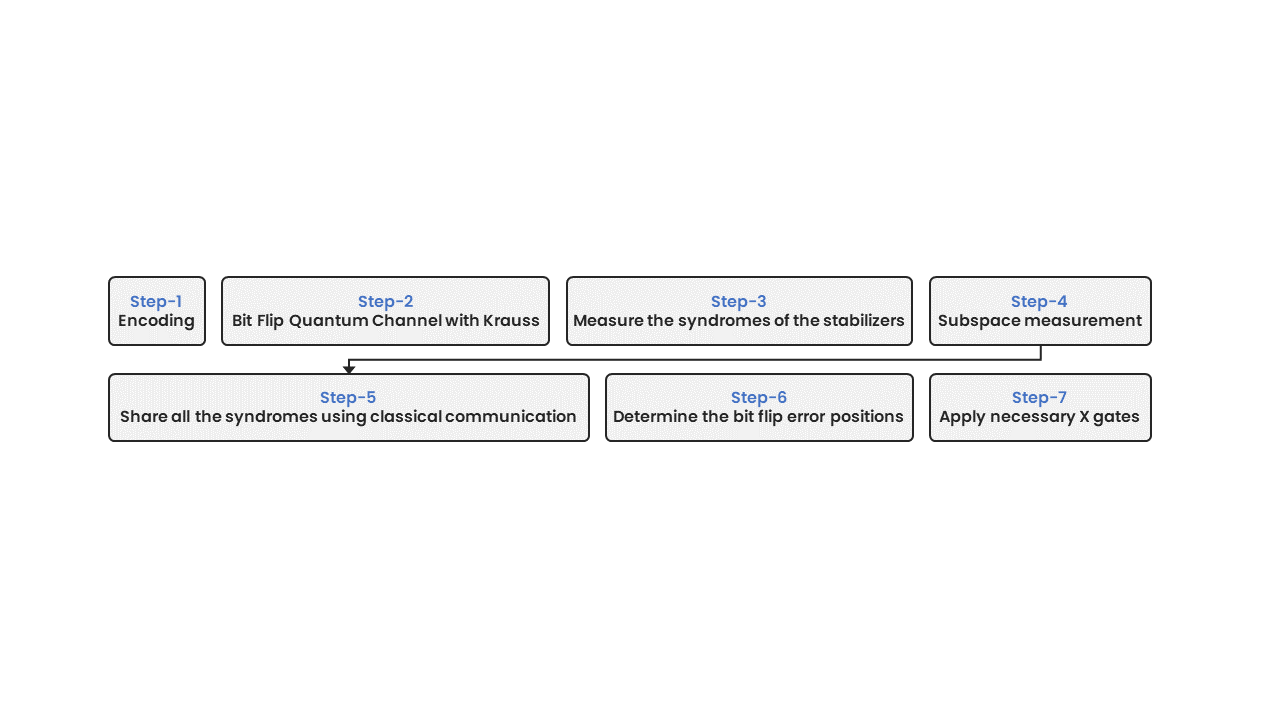 Step-1
Encoding
Step-2
Bit Flip Quantum Channel with Krauss
Step-3
Measure the syndromes of the stabilizers
Step-4
Subspace measurement
Step-5
Share all the syndromes using classical communication
Step-6
Determine the bit flip error positions
Step-7
Apply necessary X gates